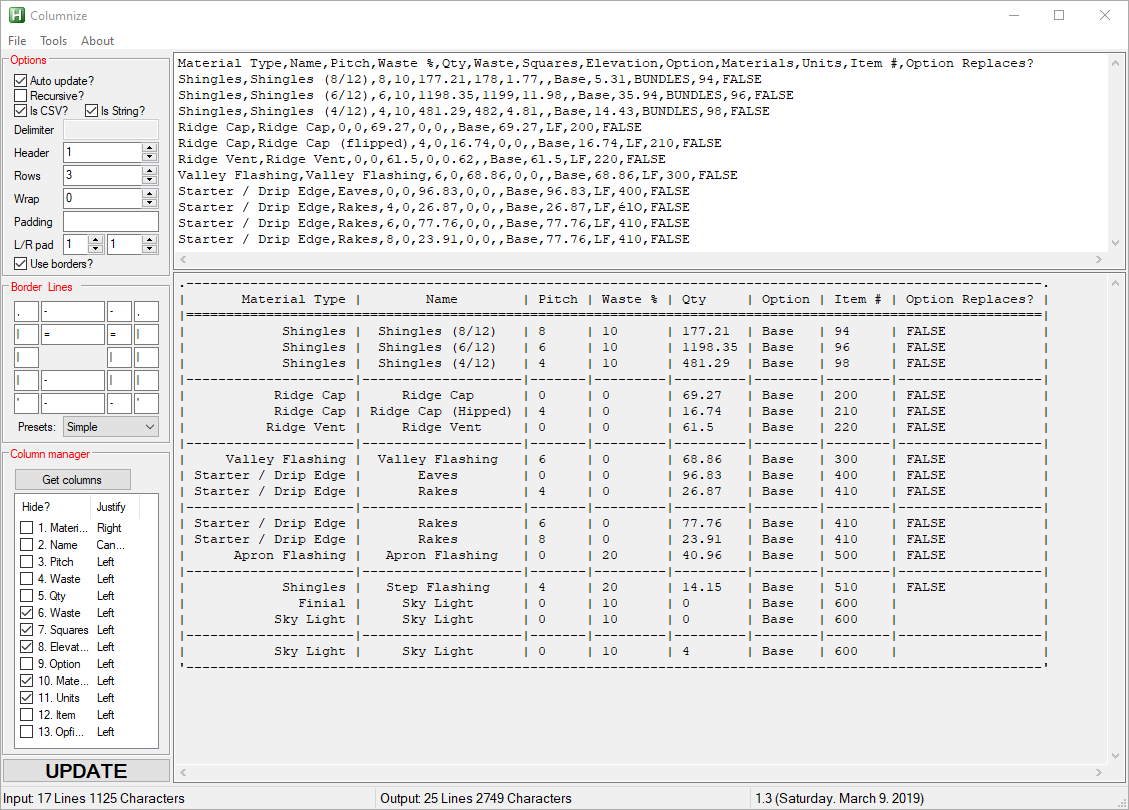 Columnize
File Tools About
Options
Auto update?
Recursive?
Is CSV? Is String?
Delimiter
Header 1
Rows 3
Wrap 0
Padding
L/R pad 1 1
Use borders?
Border Lines
. - - .
| = = |
| | |
| - | |
' - - '
Presets: Simple
Column manager
Get columns
Hide? Justify
1. Materi... Right
2. Name Can...
3. Pitch Left
4. Waste Left
5. Qty Left
6. Waste Left
7. Squares Left
8. Elevat... Left
9. Option Left
10. Mate... Left
11. Units Left
12. Item Left
13. Opti... Left
UPDATE
Material Type,Name,Pitch,Waste %,Qty,Waste,Squares,Elevation,Option,Materials,Units,Item #,Option Replaces?
Shingles,Shingles (8/12),8,10,177.21,178,1.77,,Base,5.31,BUNDLES,94,FALSE
Shingles,Shingles (6/12),6,10,1198.35,1199,11.98,,Base,35.94,BUNDLES,96,FALSE
Shingles,Shingles (4/12),4,10,481.29,482,4.81,,Base,14.43,BUNDLES,98,FALSE
Ridge Cap,Ridge Cap,0,0,69.27,0,0,,Base,69.27,LF,200,FALSE
Ridge Cap,Ridge Cap (flipped),4,0,16.74,0,0,,Base,16.74,LF,210,FALSE
Ridge Vent,Ridge Vent,0,0,61.5,0,0.62,,Base,61.5,LF,220,FALSE
Valley Flashing,Valley Flashing,6,0,68.86,0,0,,Base,68.86,LF,300,FALSE
Starter / Drip Edge,Eaves,0,0,96.83,0,0,,Base,96.83,LF,400,FALSE
Starter / Drip Edge,Rakes,4,0,26.87,0,0,,Base,26.87,LF,élO,FALSE
Starter / Drip Edge,Rakes,6,0,77.76,0,0,,Base,77.76,LF,410,FALSE
Starter / Drip Edge,Rakes,8,0,23.91,0,0,,Base,77.76,LF,410,FALSE
.-----------------------------------------------------------------------------------------------------------.
| Material Type | Name | Pitch | Waste % | Qty | Option | Item # | Option Replaces? |
|===========================================================================================================|
| Shingles | Shingles (8/12) | 8 | 10 | 177.21 | Base | 94 | FALSE |
| Shingles | Shingles (6/12) | 6 | 10 | 1198.35 | Base | 96 | FALSE |
| Shingles | Shingles (4/12) | 4 | 10 | 481.29 | Base | 98 | FALSE |
|---------------------|--------------------|-------|---------|---------|--------|--------|------------------|
| Ridge Cap | Ridge Cap | 0 | 0 | 69.27 | Base | 200 | FALSE |
| Ridge Cap | Ridge Cap (Hipped) | 4 | 0 | 16.74 | Base | 210 | FALSE |
| Ridge Vent | Ridge Vent | 0 | 0 | 61.5 | Base | 220 | FALSE |
|---------------------|--------------------|-------|---------|---------|--------|--------|------------------|
| Valley Flashing | Valley Flashing | 6 | 0 | 68.86 | Base | 300 | FALSE |
| Starter / Drip Edge | Eaves | 0 | 0 | 96.83 | Base | 400 | FALSE |
| Starter / Drip Edge | Rakes | 4 | 0 | 26.87 | Base | 410 | FALSE |
|---------------------|--------------------|-------|---------|---------|--------|--------|------------------|
| Starter / Drip Edge | Rakes | 6 | 0 | 77.76 | Base | 410 | FALSE |
| Starter / Drip Edge | Rakes | 8 | 0 | 23.91 | Base | 410 | FALSE |
| Apron Flashing | Apron Flashing | 0 | 20 | 40.96 | Base | 500 | FALSE |
|---------------------|--------------------|-------|---------|---------|--------|--------|------------------|
| Shingles | Step Flashing | 4 | 20 | 14.15 | Base | 510 | FALSE |
| Finial | Sky Light | 0 | 10 | 0 | Base | 600 | |
| Sky Light | Sky Light | 0 | 10 | 0 | Base | 600 | |
|---------------------|--------------------|-------|---------|---------|--------|--------|------------------|
| Sky Light | Sky Light | 0 | 10 | 4 | Base | 600 | |
'-----------------------------------------------------------------------------------------------------------'
Input: 17 Lines 1125 Characters
Output: 25 Lines 2749 Characters
1.3 (Saturday. March 9. 2019)